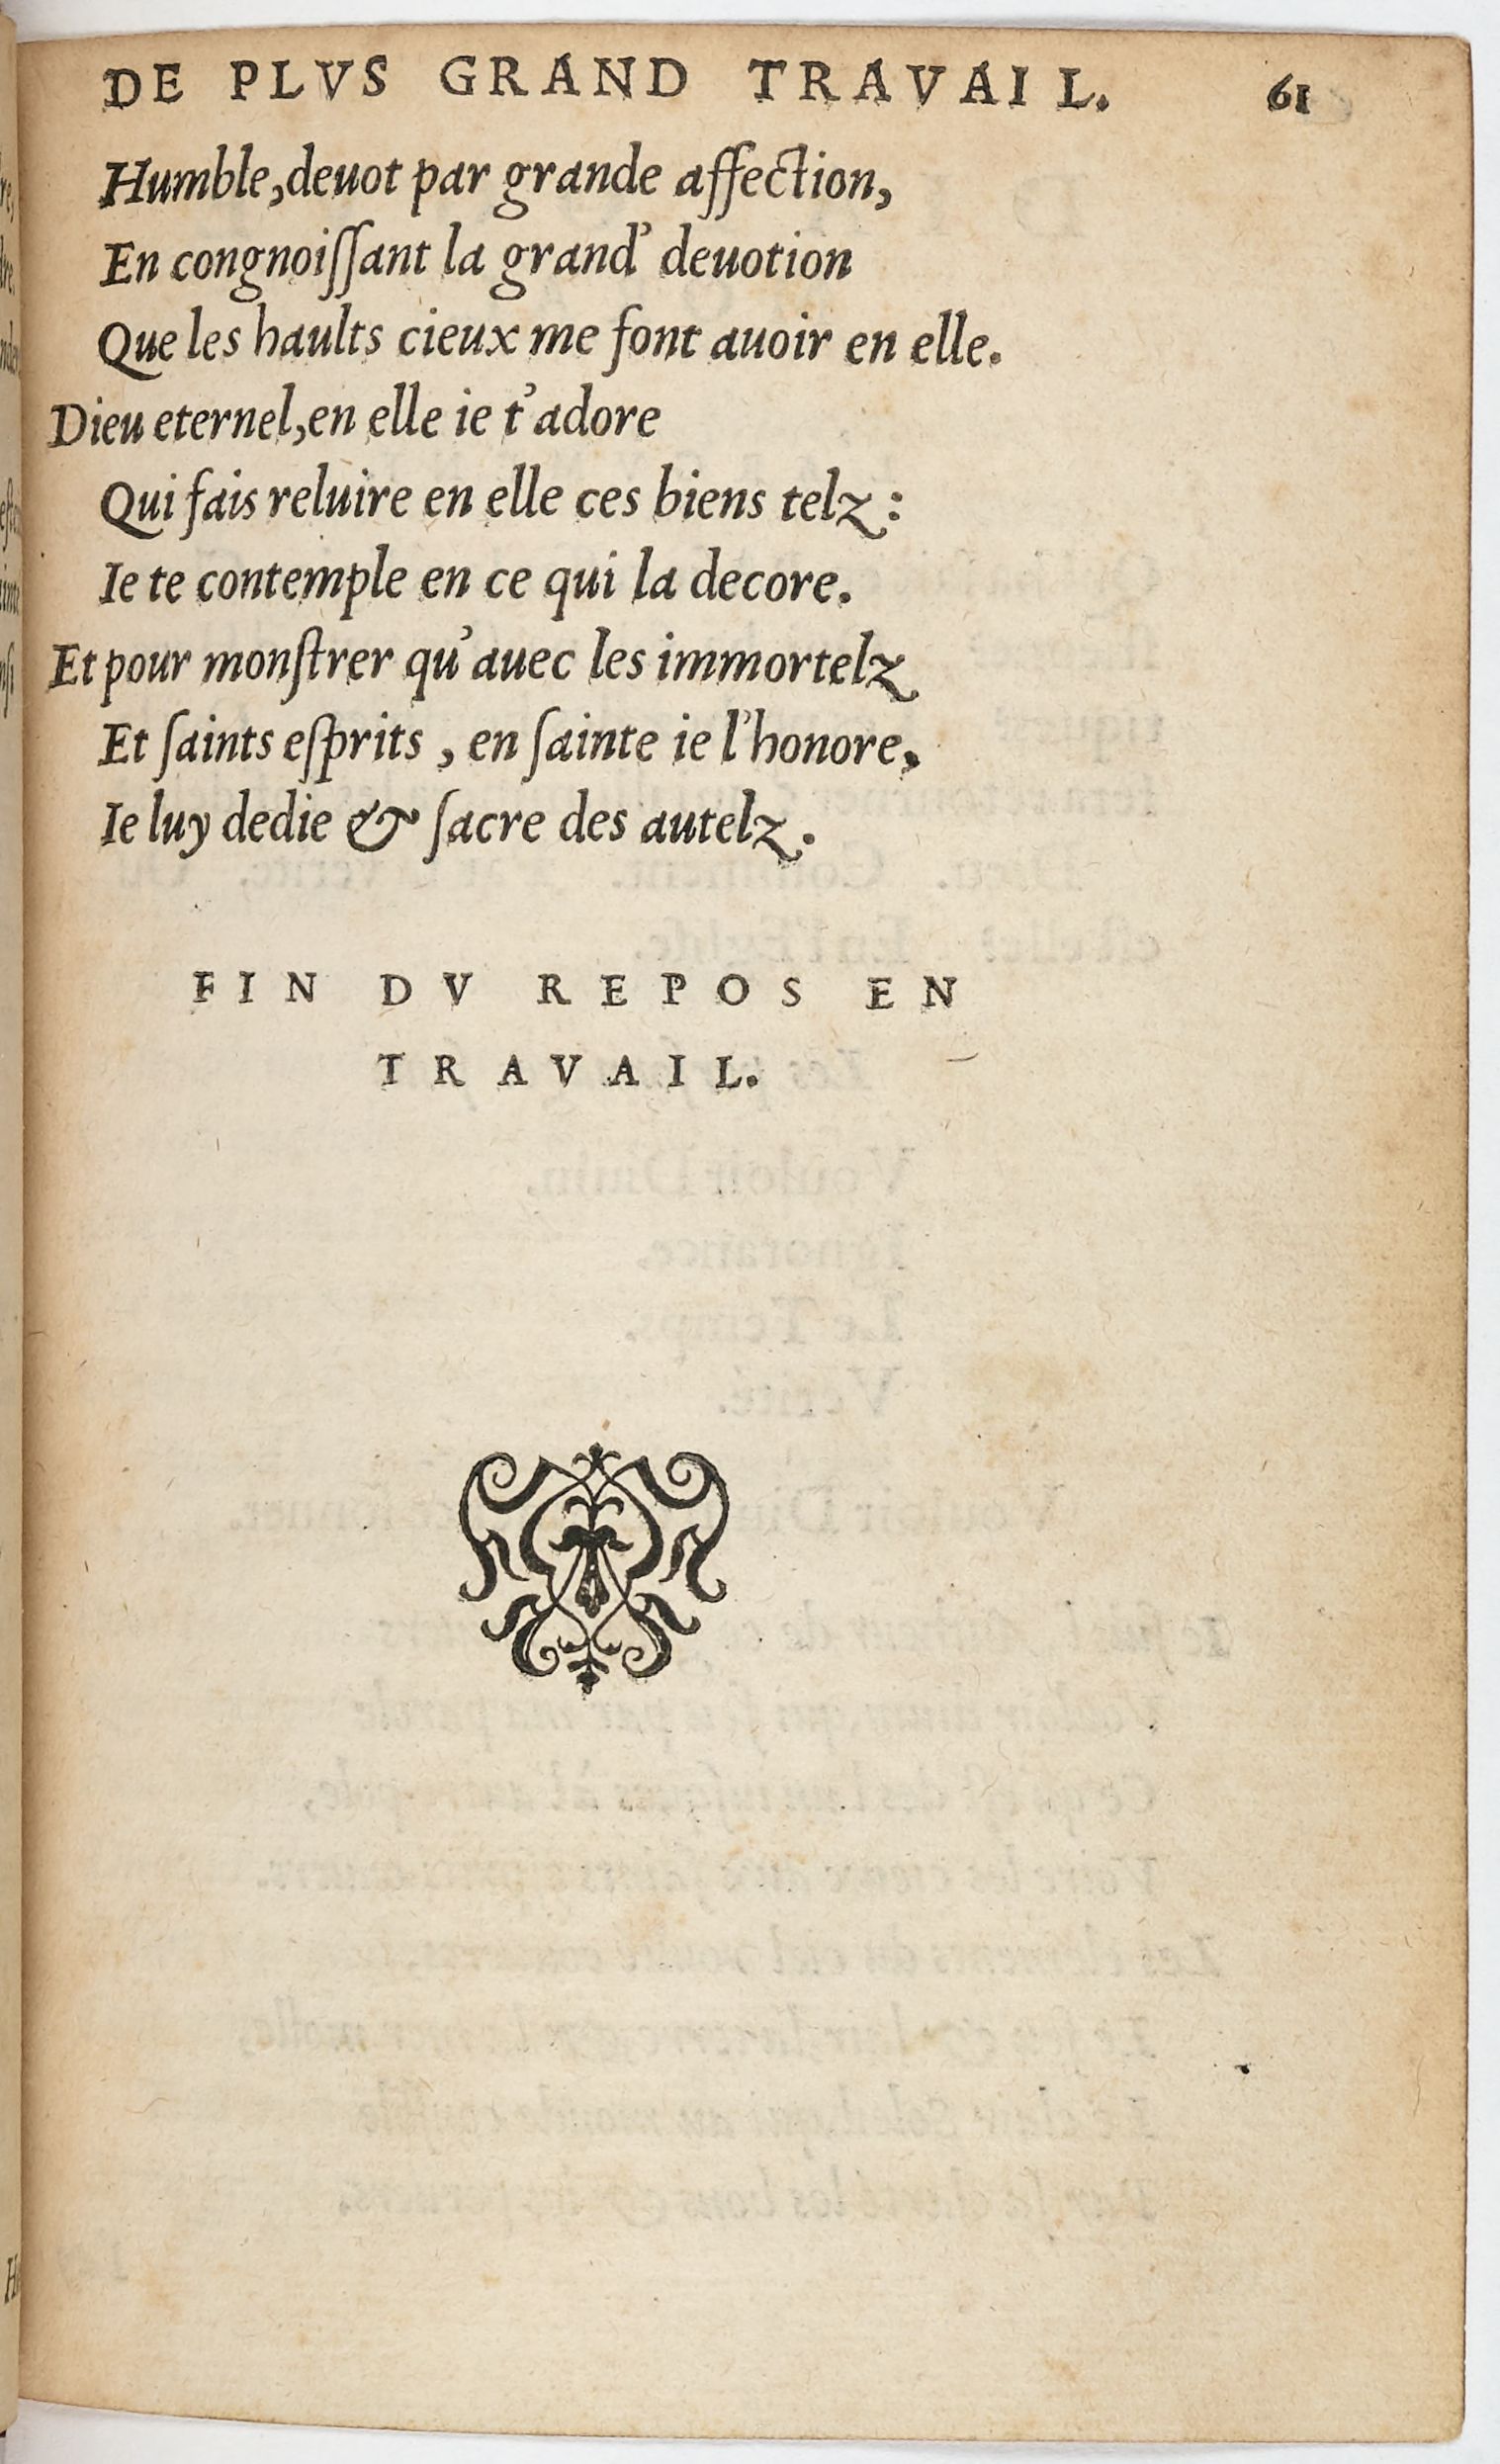 DE PLVS GRAND TRAVAIL. 61
Humble, deuot par grande affection,
En congnoiſſant la grand' deuotion
Que les haults cieux me font auoir en elle.
Dieu eternel, en elle ie t'adore
Qui fais reluire en elle ces biens telz:
Ie te contemple en ce qui la decore.
Et pour monſtrer qu'auec les immortelz
Et ſaints eſprits, en ſainte ie l'honore,
Ie luy dedie & ſacre des autelz.
FIN DV REPOS EN
TRAVAIL.